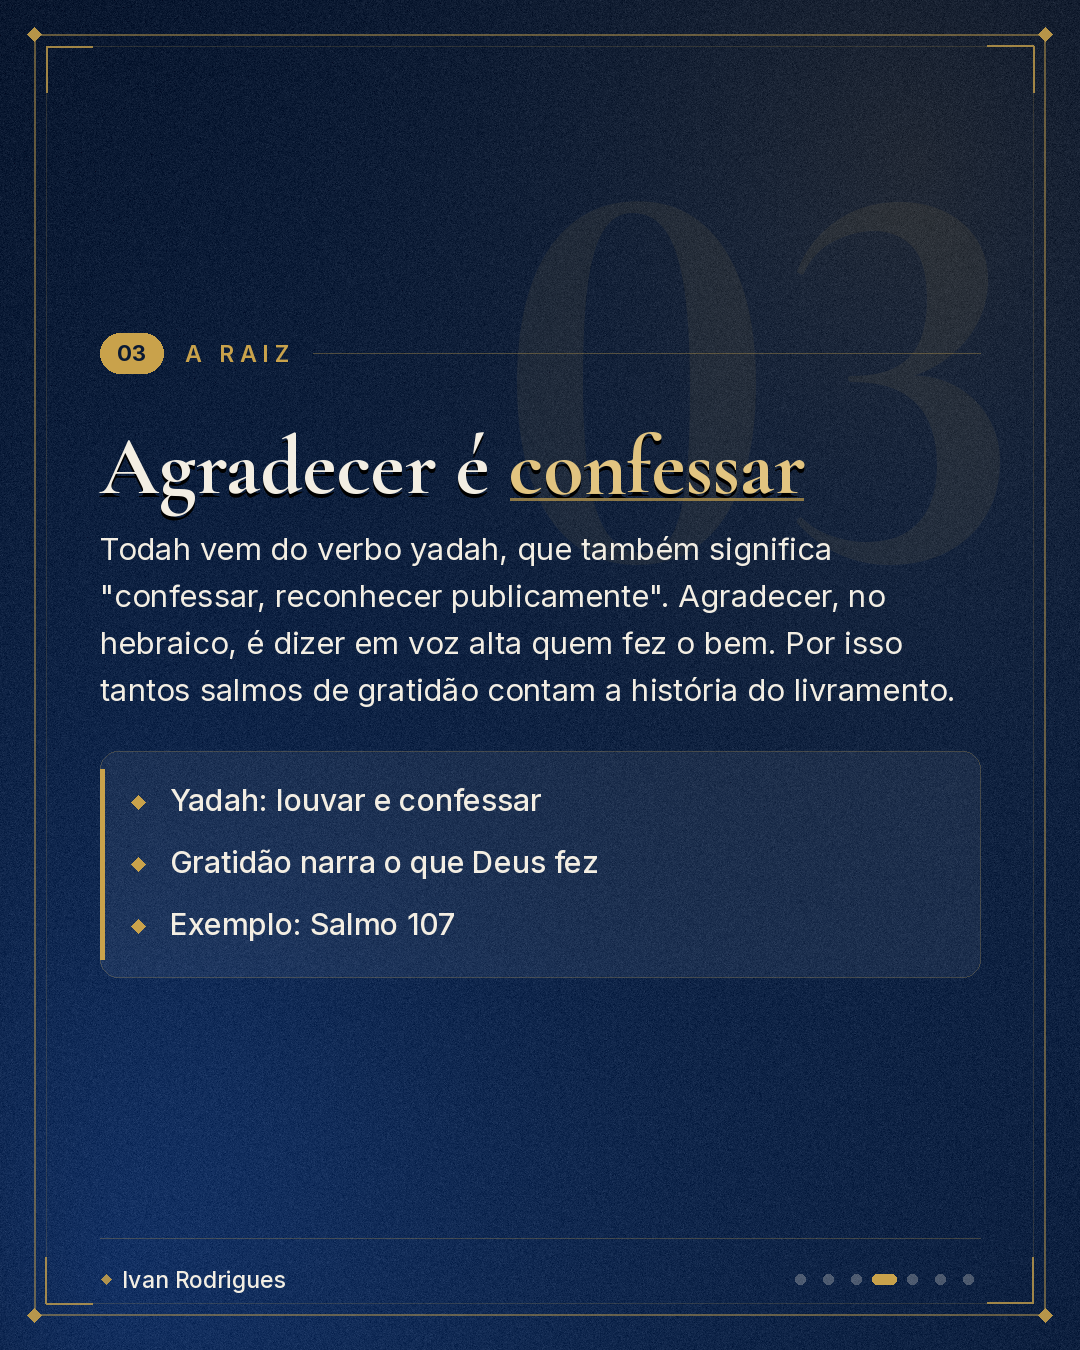 03
03 A RAIZ
Agradecer é confessar
Todah vem do verbo yadah, que também significa
"confessar, reconhecer publicamente". Agradecer, no
hebraico, é dizer em voz alta quem fez o bem. Por isso
tantos salmos de gratidão contam a história do livramento.
Yadah: louvar e confessar
Gratidão narra o que Deus fez
Exemplo: Salmo 107
Ivan Rodrigues